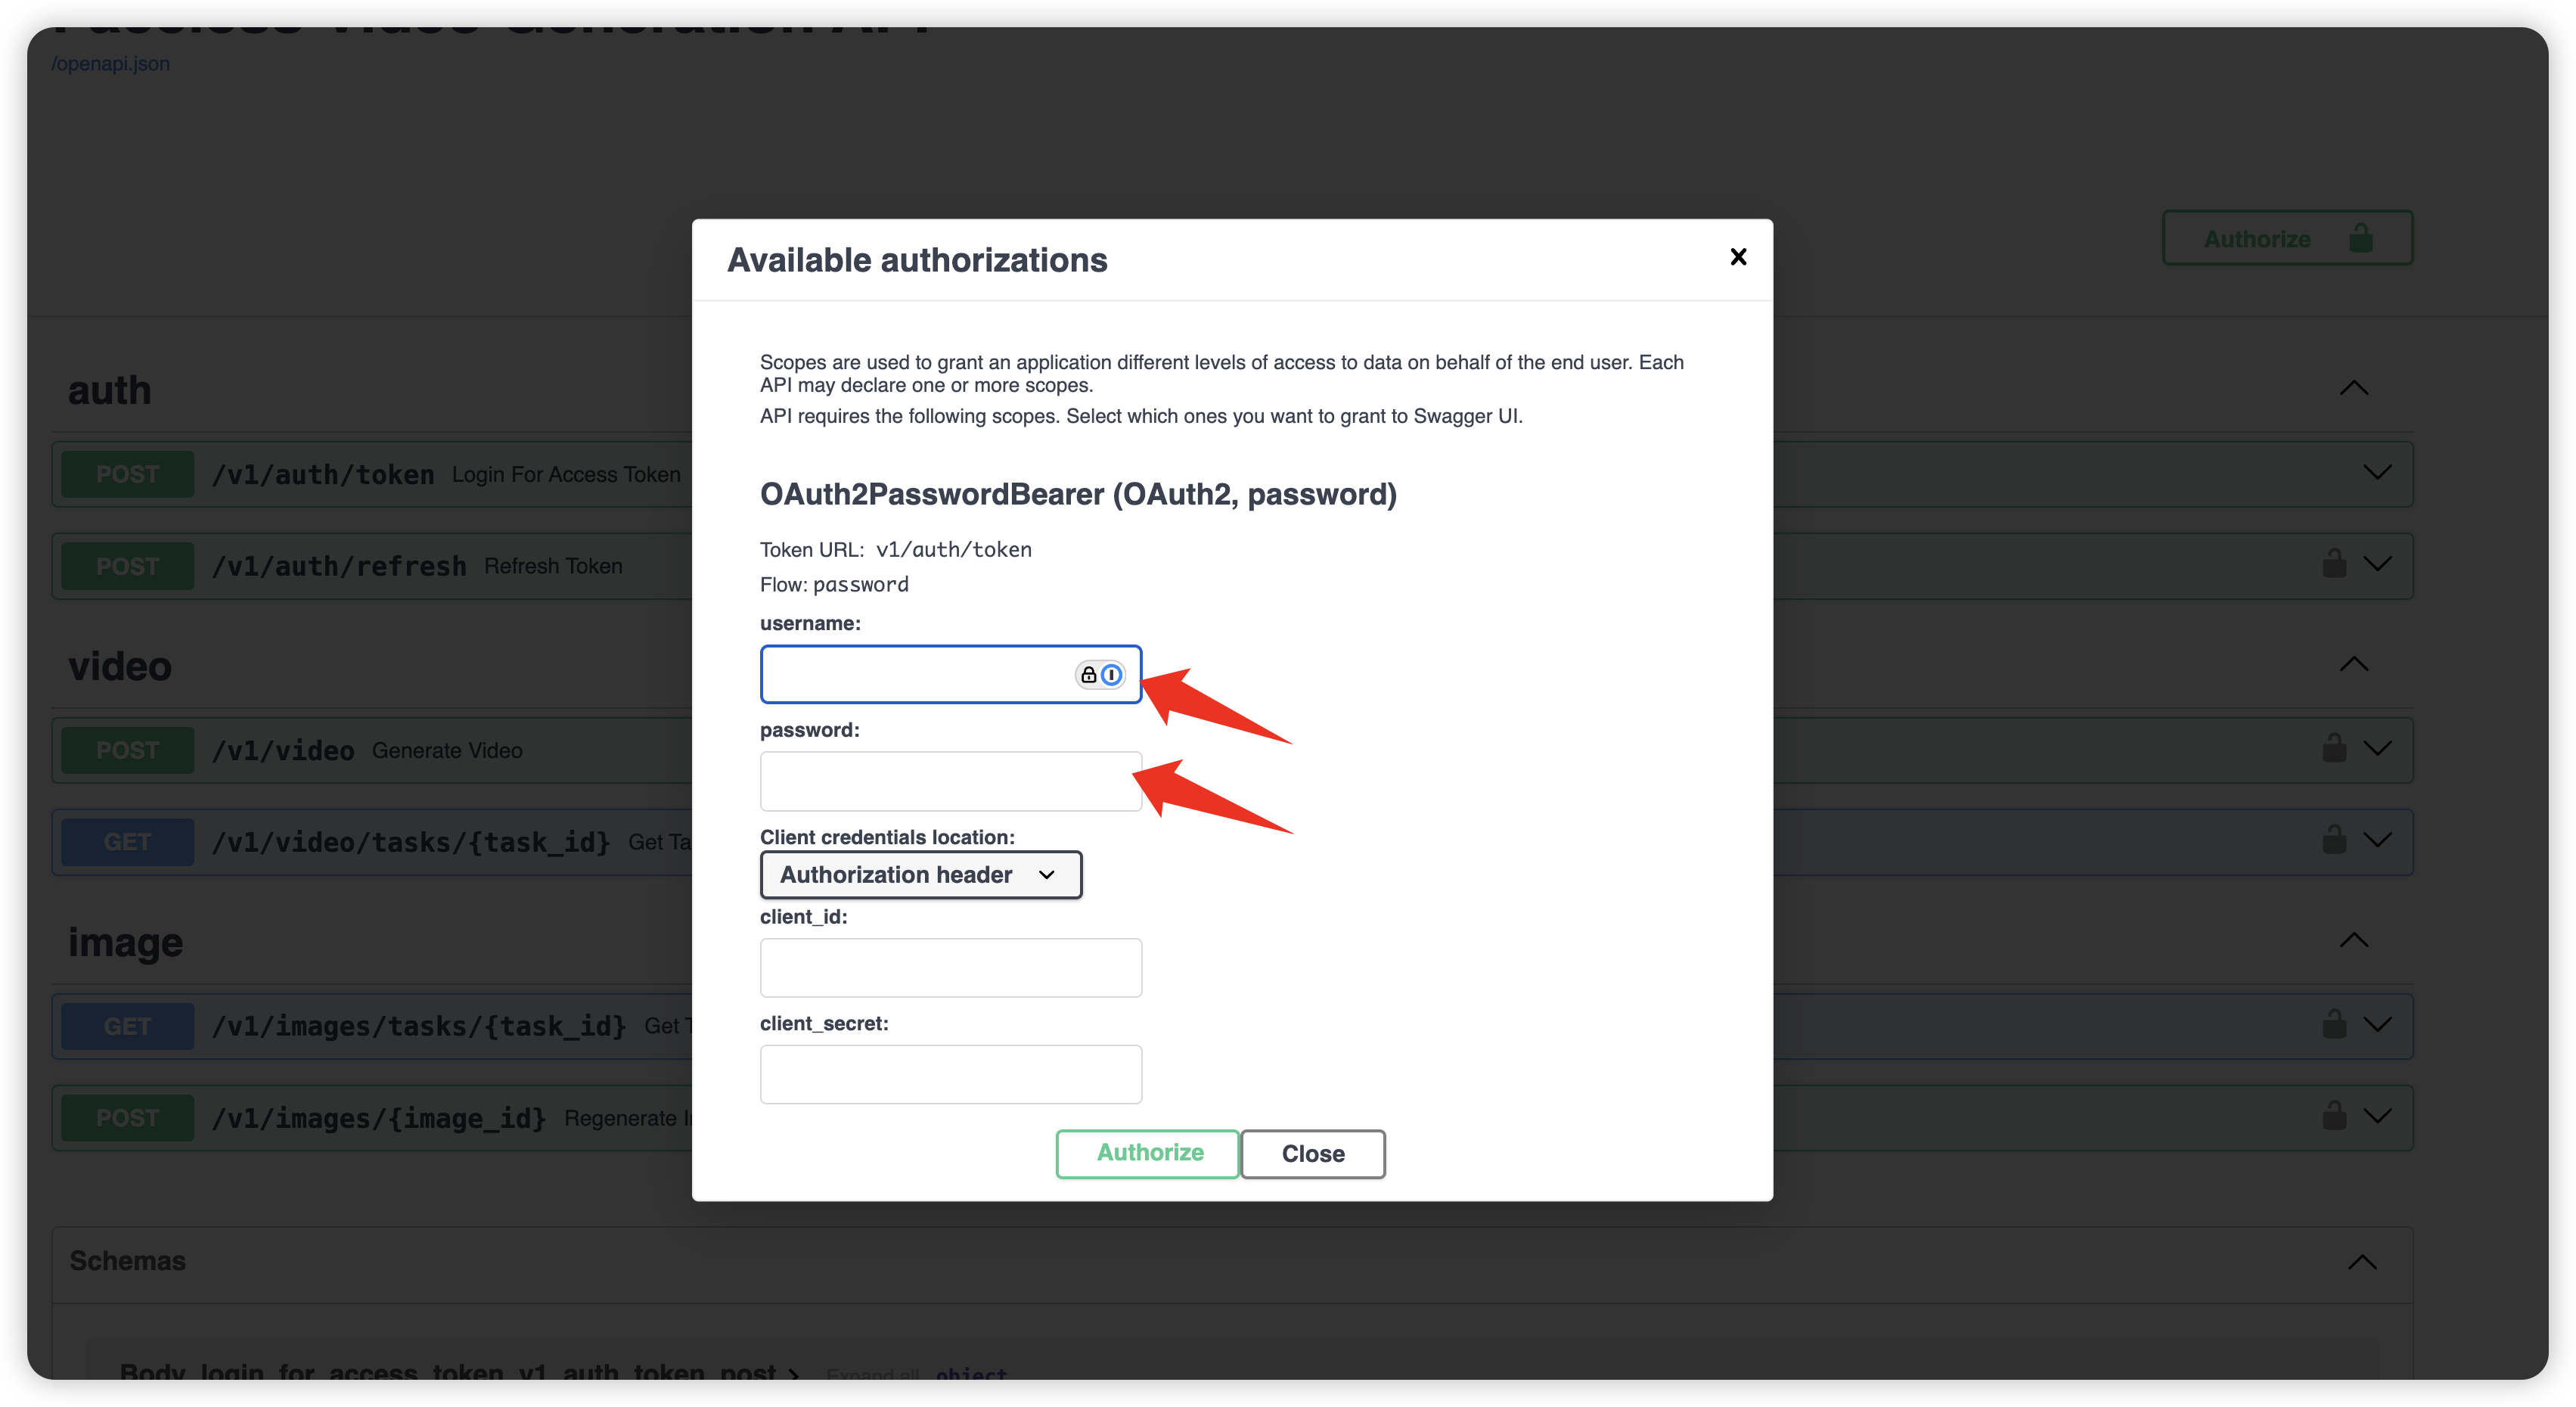 /openapi.json
Authorize
Available authorizations
Scopes are used to grant an application different levels of access to data on behalf of the end user. Each
API may declare one or more scopes.
API requires the following scopes. Select which ones you want to grant to Swagger UI.
OAuth2PasswordBearer (OAuth2, password)
Token URL: v1/auth/token
Flow: password
username:
password:
Client credentials location:
Authorization header
client_id:
client_secret:
Authorize Close
auth
POST /v1/auth/token Login For Access Token
POST /v1/auth/refresh Refresh Token
video
POST /v1/video Generate Video
GET /v1/video/tasks/{task_id} Get
image
GET /v1/images/tasks/{task_id} Get
POST /v1/images/{image_id} Regenerate
Schemas
Body_login_for_access_token_v1_auth_token_post Expand all object